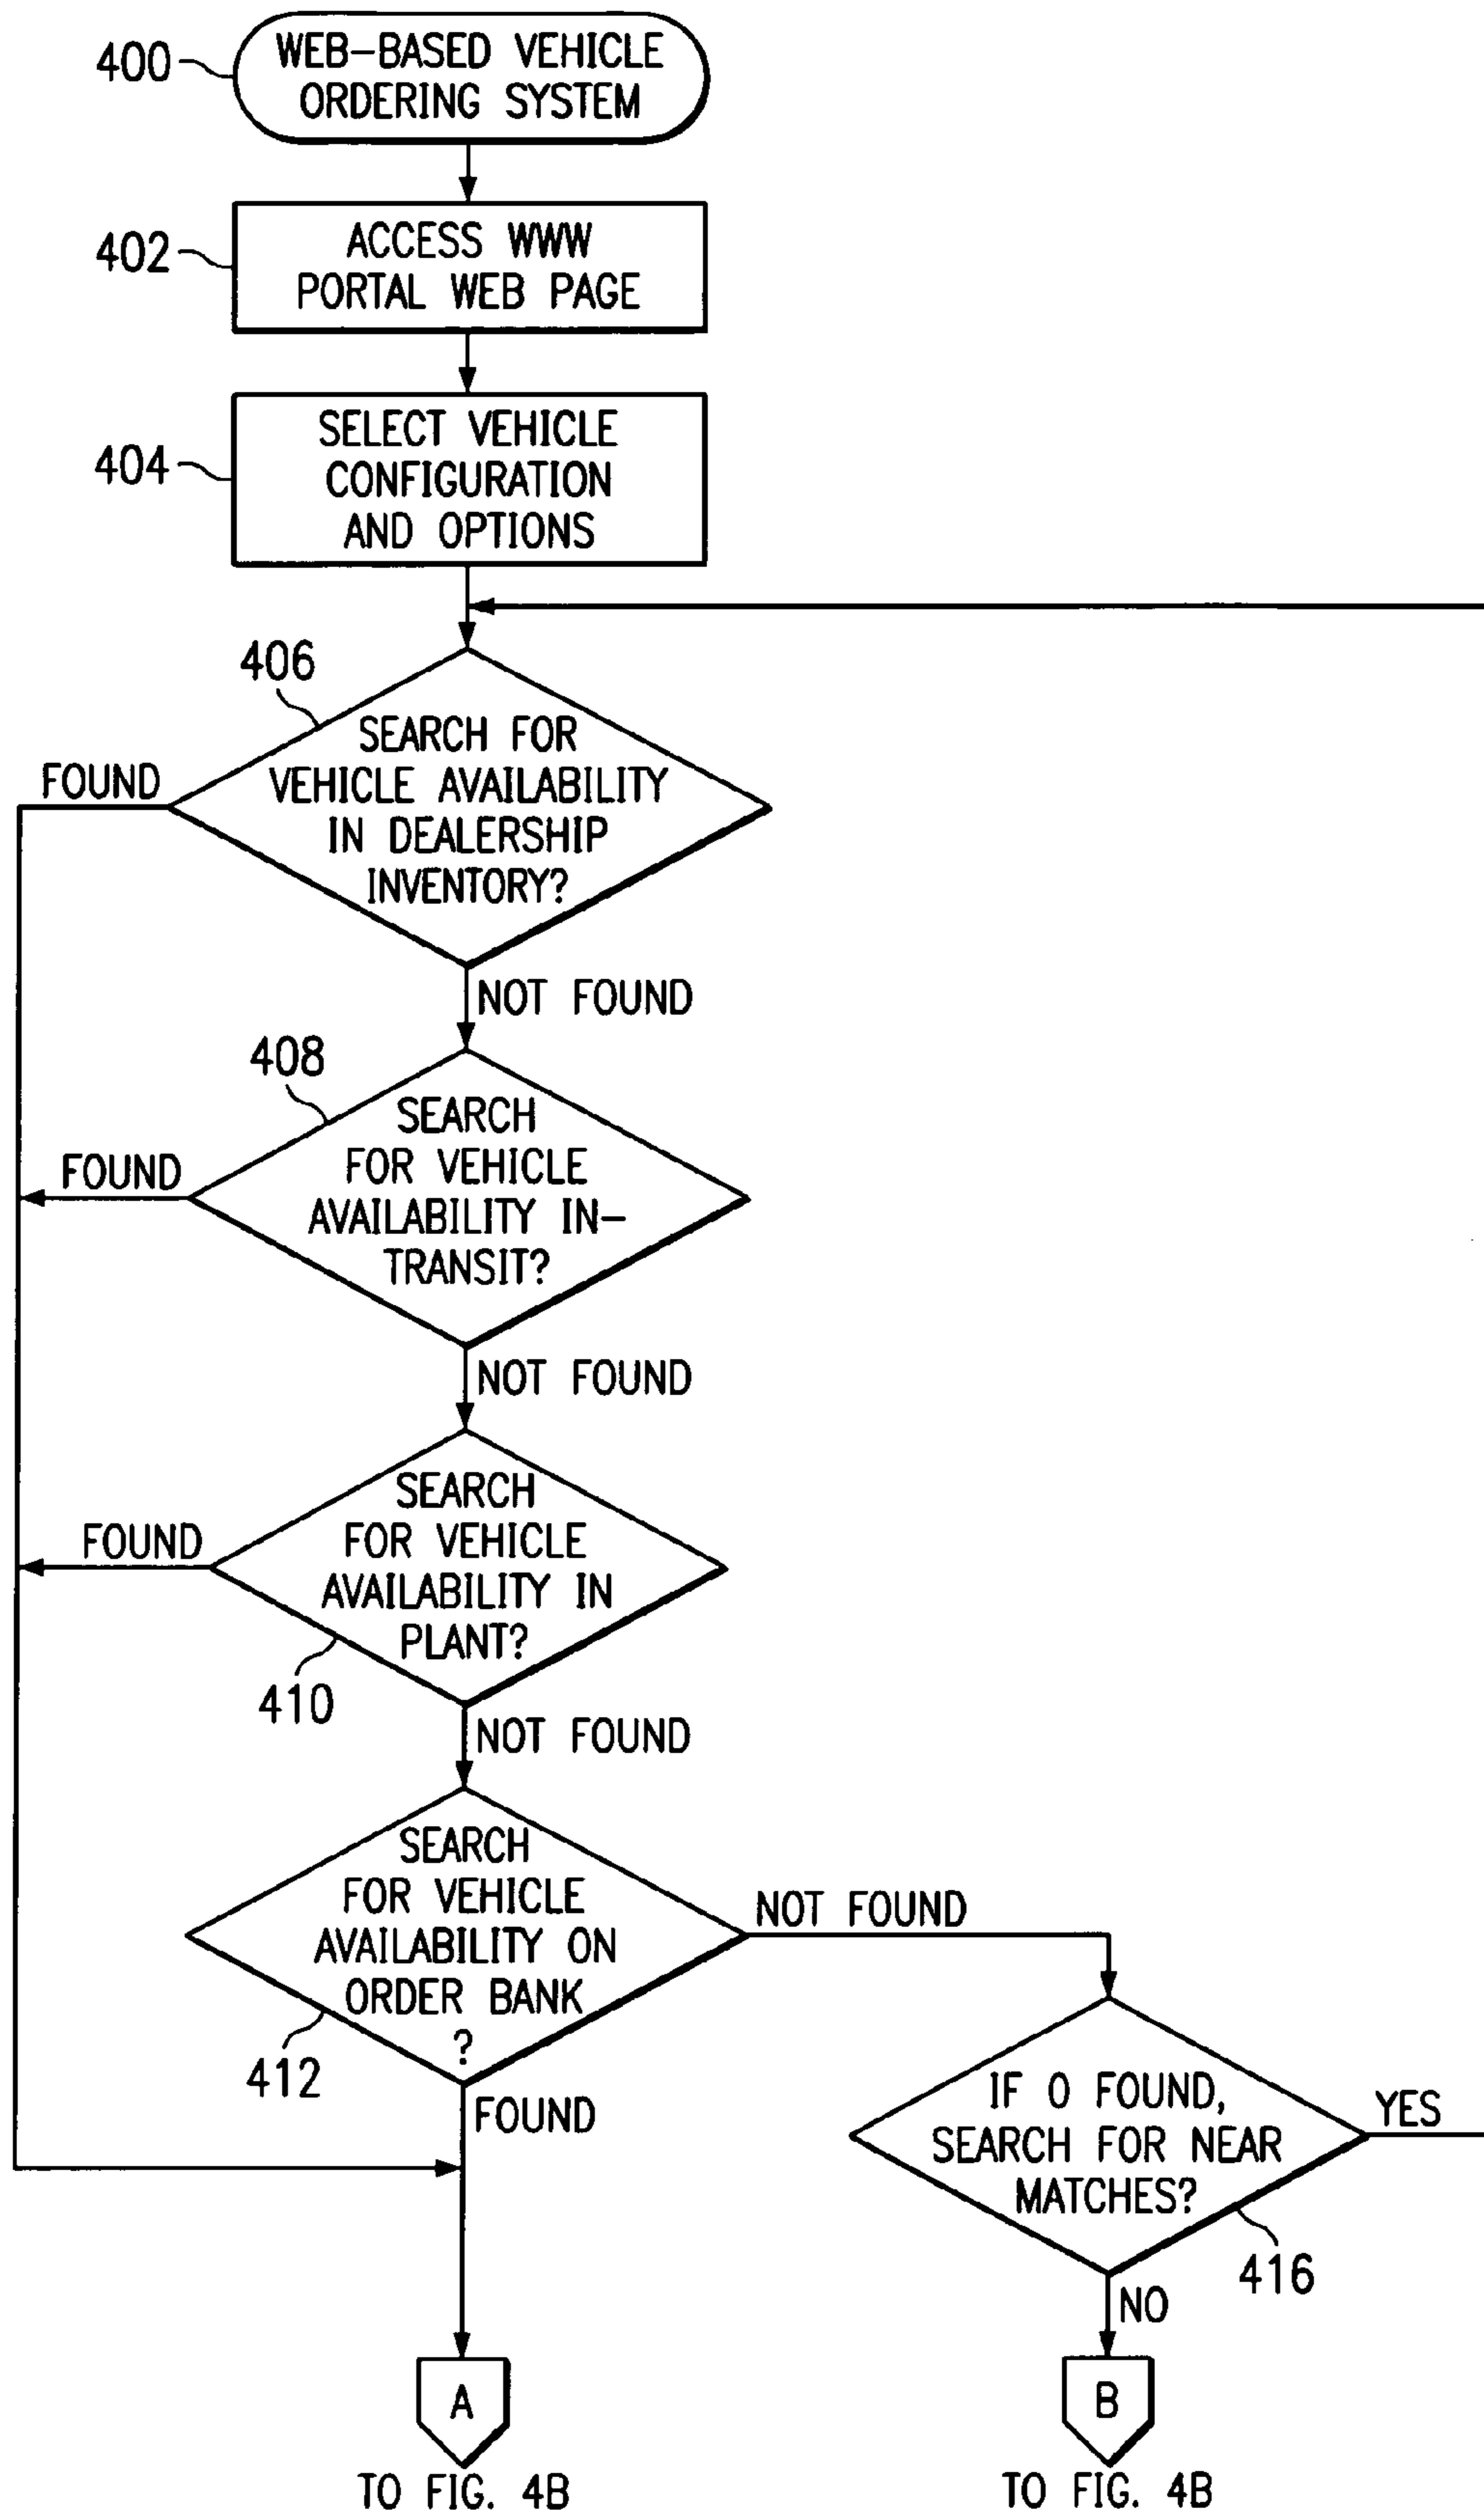 400
WEB-BASED VEHICLE
ORDERING SYSTEM
402
ACCESS WWW
PORTAL WEB PAGE
404
SELECT VEHICLE
CONFIGURATION
AND OPTIONS
406
SEARCH FOR
VEHICLE AVAILABILITY
IN DEALERSHIP
INVENTORY?
FOUND
NOT FOUND
408
SEARCH
FOR VEHICLE
AVAILABILITY IN-
TRANSIT?
FOUND
NOT FOUND
SEARCH
FOR VEHICLE
AVAILABILITY IN
PLANT?
FOUND
410
NOT FOUND
SEARCH
FOR VEHICLE
AVAILABILITY ON
ORDER BANK
?
412
NOT FOUND
FOUND
IF 0 FOUND,
SEARCH FOR NEAR
MATCHES?
YES
416
NO
A
TO FIG. 4B
B
TO FIG. 4B